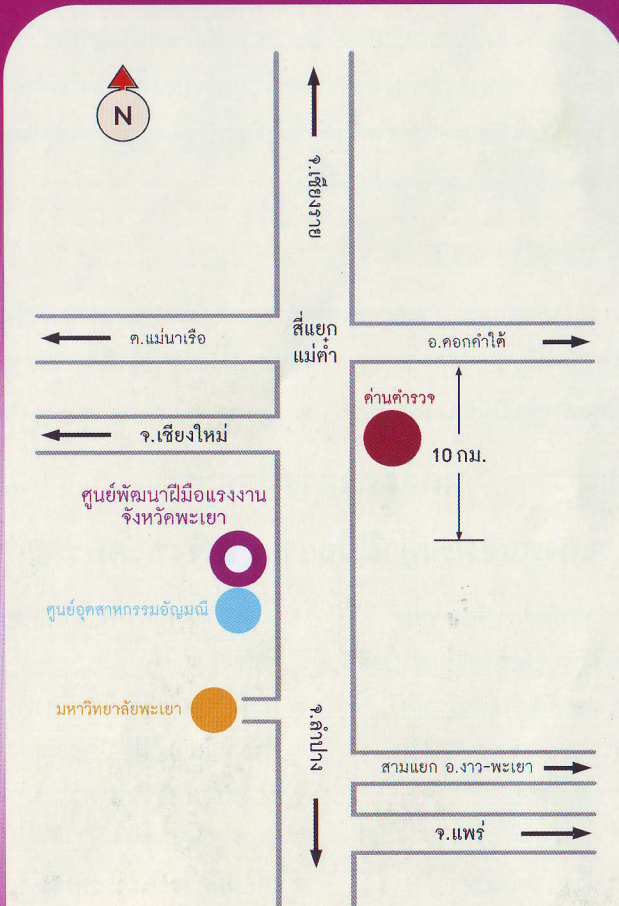 N
จ.เชียงราย
สี่แยก
แม่ต๋ำ
ต.แม่นาเรือ
อ.ดอกคำใต้
ด่านตำรวจ
จ.เชียงใหม่
10 กม.
ศูนย์พัฒนาฝีมือแรงงาน
จังหวัดพะเยา
ศูนย์อุตสาหกรรมอัญมณี
มหาวิทยาลัยพะเยา
จ.ลำปาง
สามแยก อ.งาว-พะเยา
จ.แพร่